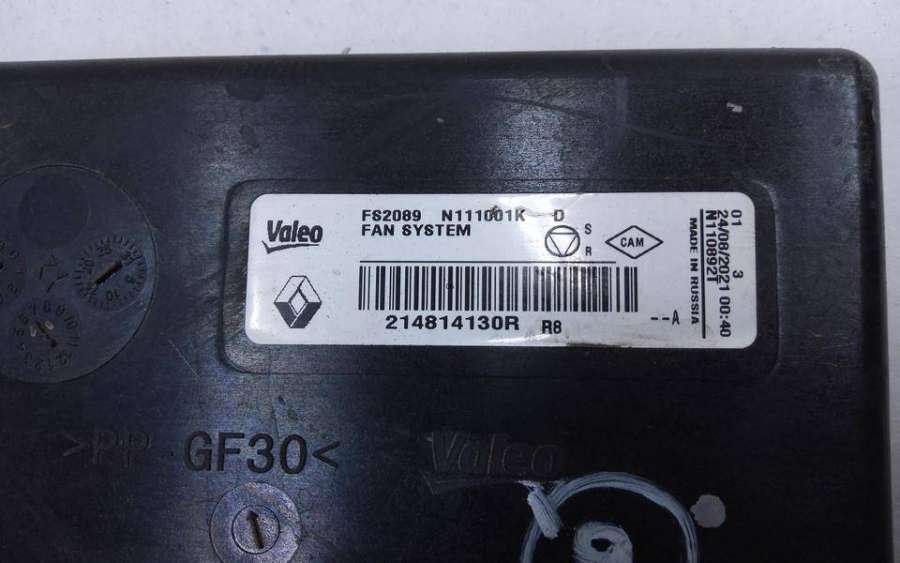 Valeo
FS2089 N111001K D
FAN SYSTEM
S
R
CAM
214814130R R8
--A
01
3
24/08/2021 00:40
N110892T
MADE IN RUSSIA
>PP GF30<
Valeo